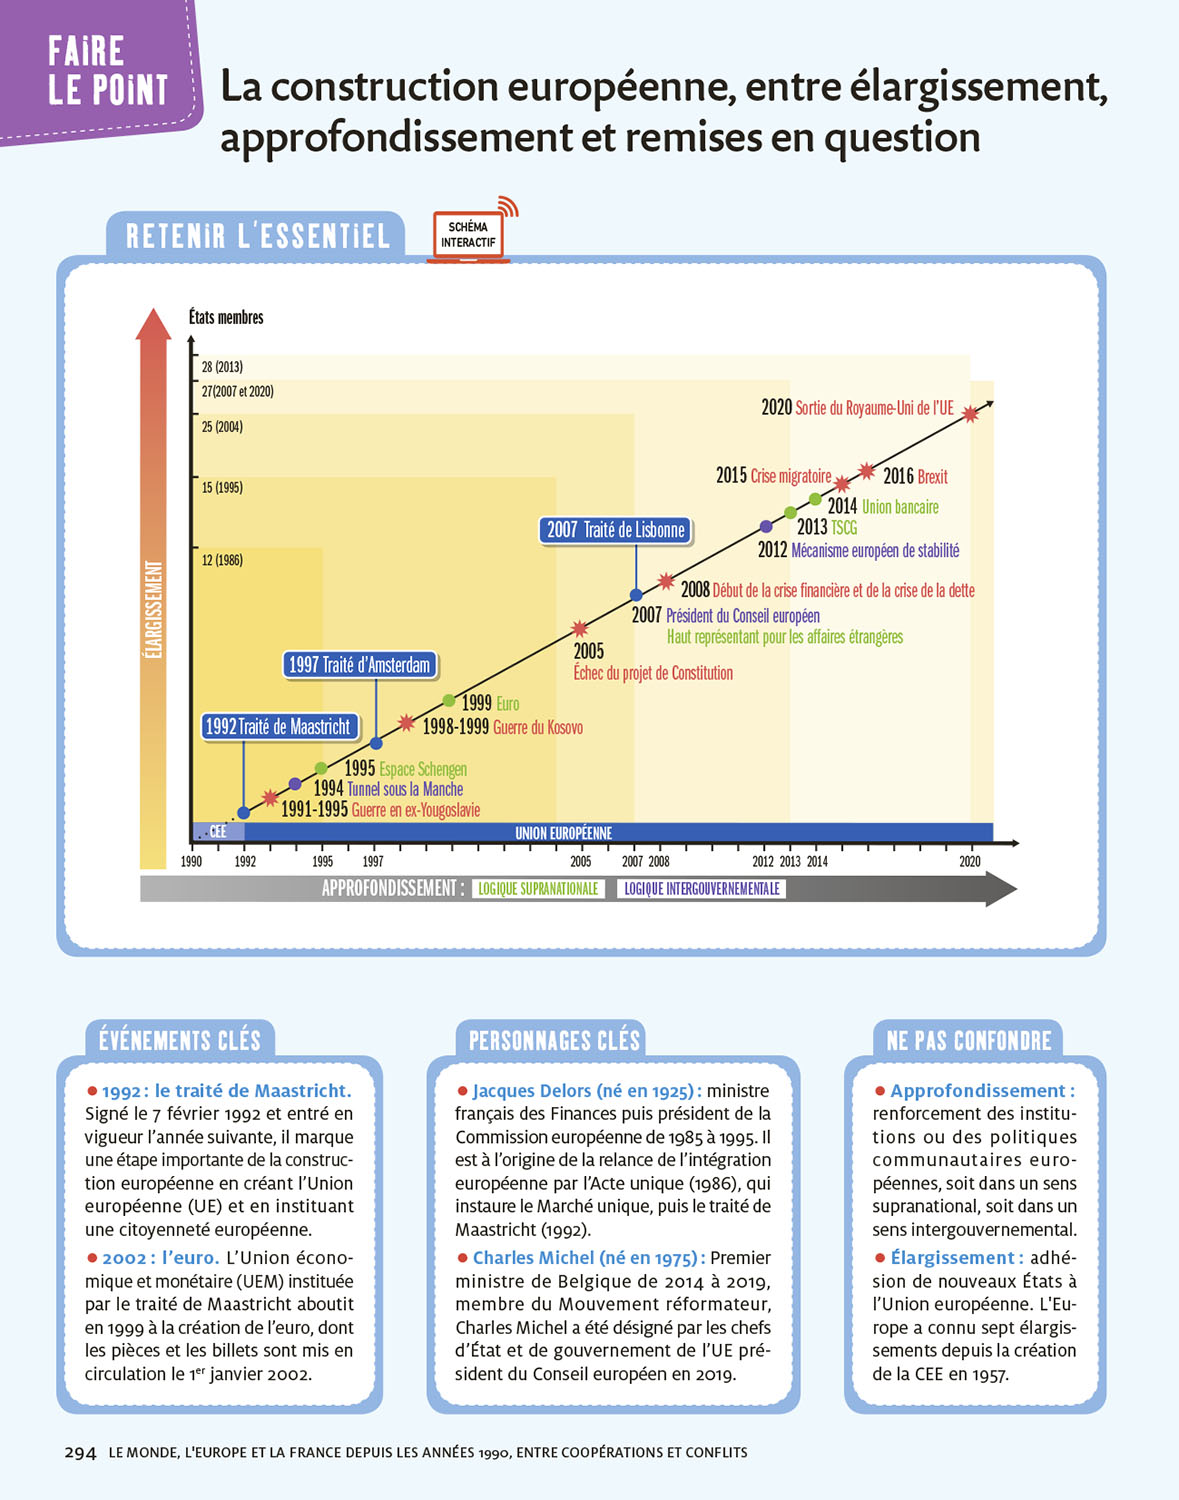 FAIRE
LE POINT
La construction européenne, entre élargissement,
approfondissement et remises en question
RETENIR L'ESSENTIEL
SCHÉMA
INTERACTIF
États membres
28 (2013)
27(2007 et 2020)
25 (2004)
15 (1995)
12 (1986)
ÉLARGISSEMENT
2020 Sortie du Royaume-Uni de l'UE
2015 Crise migratoire
2016 Brexit
2014 Union bancaire
2013 TSCG
2012 Mécanisme européen de stabilité
2007 Traité de Lisbonne
2008 Début de la crise financière et de la crise de la dette
2007 Président du Conseil européen
Haut représentant pour les affaires étrangères
2005
Échec du projet de Constitution
1997 Traité d'Amsterdam
1999 Euro
1998-1999 Guerre du Kosovo
1992 Traité de Maastricht
1995 Espace Schengen
1994 Tunnel sous la Manche
1991-1995 Guerre en ex-Yougoslavie
CEE UNION EUROPÉENNE
1990 1992 1995 1997 2005 2007 2008 2012 2013 2014 2020
APPROFONDISSEMENT : LOGIQUE SUPRANATIONALE LOGIQUE INTERGOUVERNEMENTALE
ÉVÉNEMENTS CLÉS
• 1992 : le traité de Maastricht.
Signé le 7 février 1992 et entré en
vigueur l'année suivante, il marque
une étape importante de la construc-
tion européenne en créant l'Union
européenne (UE) et en instituant
une citoyenneté européenne.
• 2002 : l'euro. L'Union écono-
mique et monétaire (UEM) instituée
par le traité de Maastricht aboutit
en 1999 à la création de l'euro, dont
les pièces et les billets sont mis en
circulation le 1er janvier 2002.
PERSONNAGES CLÉS
• Jacques Delors (né en 1925) : ministre
français des Finances puis président de la
Commission européenne de 1985 à 1995. Il
est à l'origine de la relance de l'intégration
européenne par l'Acte unique (1986), qui
instaure le Marché unique, puis le traité de
Maastricht (1992).
• Charles Michel (né en 1975) : Premier
ministre de Belgique de 2014 à 2019,
membre du Mouvement réformateur,
Charles Michel a été désigné par les chefs
d'État et de gouvernement de l'UE pré-
sident du Conseil européen en 2019.
NE PAS CONFONDRE
• Approfondissement :
renforcement des institu-
tions ou des politiques
communautaires euro-
péennes, soit dans un sens
supranational, soit dans un
sens intergouvernemental.
• Élargissement : adhé-
sion de nouveaux États à
l'Union européenne. L'Eu-
rope a connu sept élargis-
sements depuis la création
de la CEE en 1957.
294 LE MONDE, L'EUROPE ET LA FRANCE DEPUIS LES ANNÉES 1990, ENTRE COOPÉRATIONS ET CONFLITS